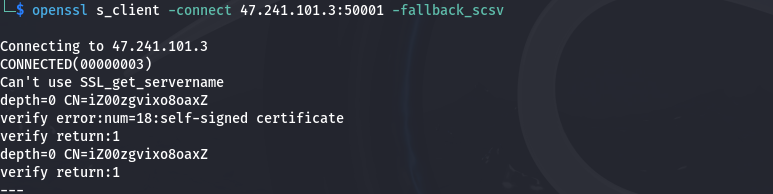 └─$ openssl s_client -connect 47.241.101.3:50001 -fallback_scsv
Connecting to 47.241.101.3
CONNECTED(00000003)
Can't use SSL_get_servername
depth=0 CN=iZ00zgvixo8oaxZ
verify error:num=18:self-signed certificate
verify return:1
depth=0 CN=iZ00zgvixo8oaxZ
verify return:1
---